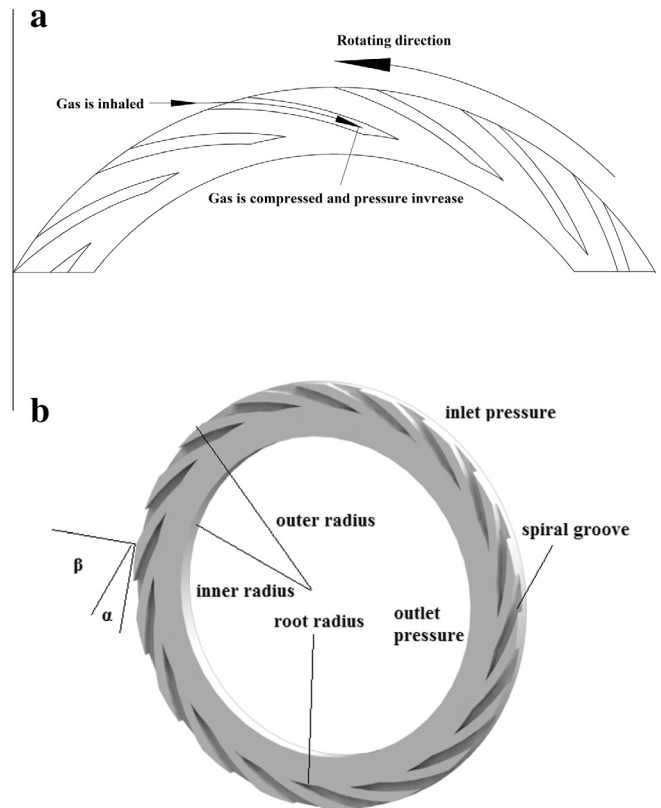 a
Rotating direction
Gas is inhaled
Gas is compressed and pressure invrease
b
inlet pressure
outer radius
spiral groove
β
inner radius
outlet
pressure
root radius
α